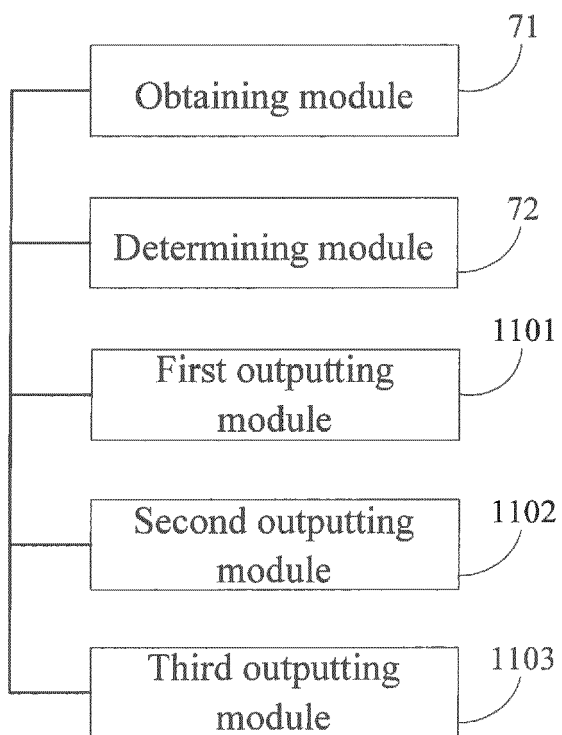 71
Obtaining module
72
Determining module
1101
First outputting
module
1102
Second outputting
module
1103
Third outputting
module